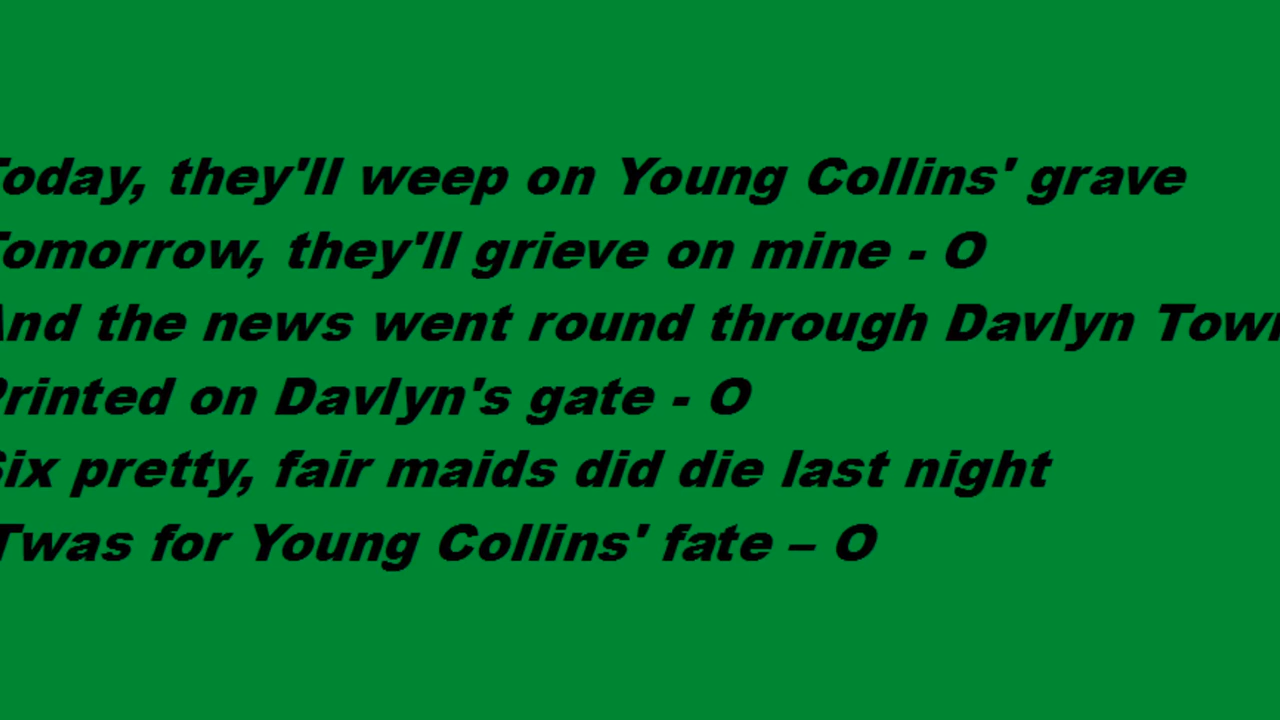 Today, they'll weep on Young Collins' grave
Tomorrow, they'll grieve on mine - O
And the news went round through Davlyn Town
Printed on Davlyn's gate - O
Six pretty, fair maids did die last night
Twas for Young Collins' fate – O